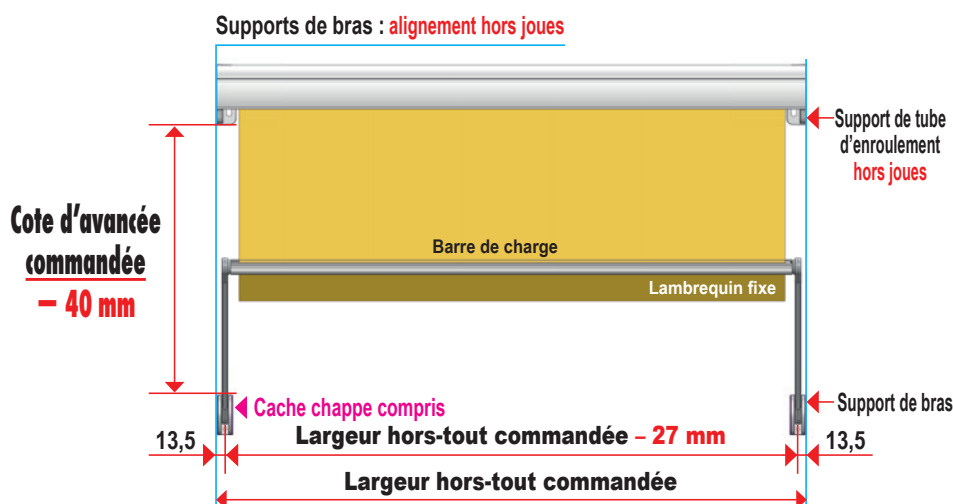 Supports de bras : alignement hors joues
Support de tube
d'enroulement
hors joues
Cote d'avancée
commandée
– 40 mm
Barre de charge
Lambrequin fixe
Cache chappe compris
Support de bras
13,5
Largeur hors-tout commandée – 27 mm
13,5
Largeur hors-tout commandée